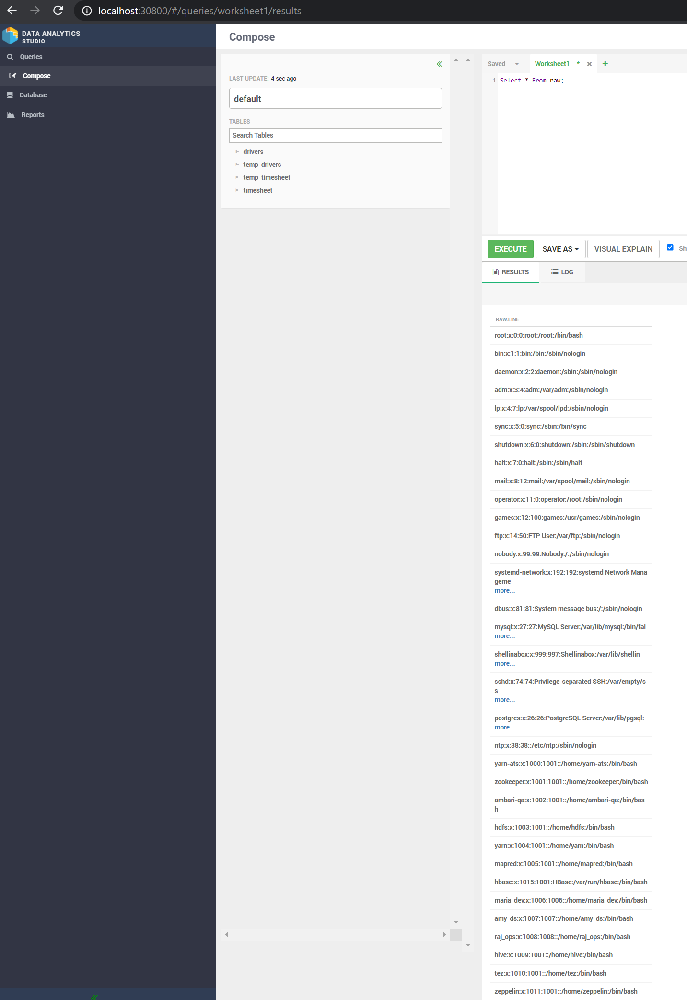 localhost:30800/#/queries/worksheet1/results
DATA ANALYTICS
STUDIO
Queries
Compose
Database
Reports
Compose
LAST UPDATE: 4 sec ago
default
TABLES
Search Tables
drivers
temp_drivers
temp_timesheet
timesheet
Saved
Worksheet1 *
1 Select * From raw;
EXECUTE
SAVE AS
VISUAL EXPLAIN
Sh
RESULTS
LOG
RAW.LINE
root:x:0:0:root:/root:/bin/bash
bin:x:1:1:bin:/bin:/sbin/nologin
daemon:x:2:2:daemon:/sbin:/sbin/nologin
adm:x:3:4:adm:/var/adm:/sbin/nologin
lp:x:4:7:lp:/var/spool/lpd:/sbin/nologin
sync:x:5:0:sync:/sbin:/bin/sync
shutdown:x:6:0:shutdown:/sbin:/sbin/shutdown
halt:x:7:0:halt:/sbin:/sbin/halt
mail:x:8:12:mail:/var/spool/mail:/sbin/nologin
operator:x:11:0:operator:/root:/sbin/nologin
games:x:12:100:games:/usr/games:/sbin/nologin
ftp:x:14:50:FTP User:/var/ftp:/sbin/nologin
nobody:x:99:99:Nobody:/:/sbin/nologin
systemd-network:x:192:192:systemd Network Mana
geme
more...
dbus:x:81:81:System message bus:/:/sbin/nologin
mysql:x:27:27:MySQL Server:/var/lib/mysql:/bin/fal
more...
shellinabox:x:999:997:Shellinabox:/var/lib/shellin
more...
sshd:x:74:74:Privilege-separated SSH:/var/empty/s
s
more...
postgres:x:26:26:PostgreSQL Server:/var/lib/pgsql:
more...
ntp:x:38:38::/etc/ntp:/sbin/nologin
yarn-ats:x:1000:1001::/home/yarn-ats:/bin/bash
zookeeper:x:1001:1001::/home/zookeeper:/bin/bash
ambari-qa:x:1002:1001::/home/ambari-qa:/bin/bas
h
hdfs:x:1003:1001::/home/hdfs:/bin/bash
yarn:x:1004:1001::/home/yarn:/bin/bash
mapred:x:1005:1001::/home/mapred:/bin/bash
hbase:x:1015:1001:HBase:/var/run/hbase:/bin/bash
maria_dev:x:1006:1006::/home/maria_dev:/bin/bash
amy_ds:x:1007:1007::/home/amy_ds:/bin/bash
raj_ops:x:1008:1008::/home/raj_ops:/bin/bash
hive:x:1009:1001::/home/hive:/bin/bash
tez:x:1010:1001::/home/tez:/bin/bash
zeppelin:x:1011:1001::/home/zeppelin:/bin/bash